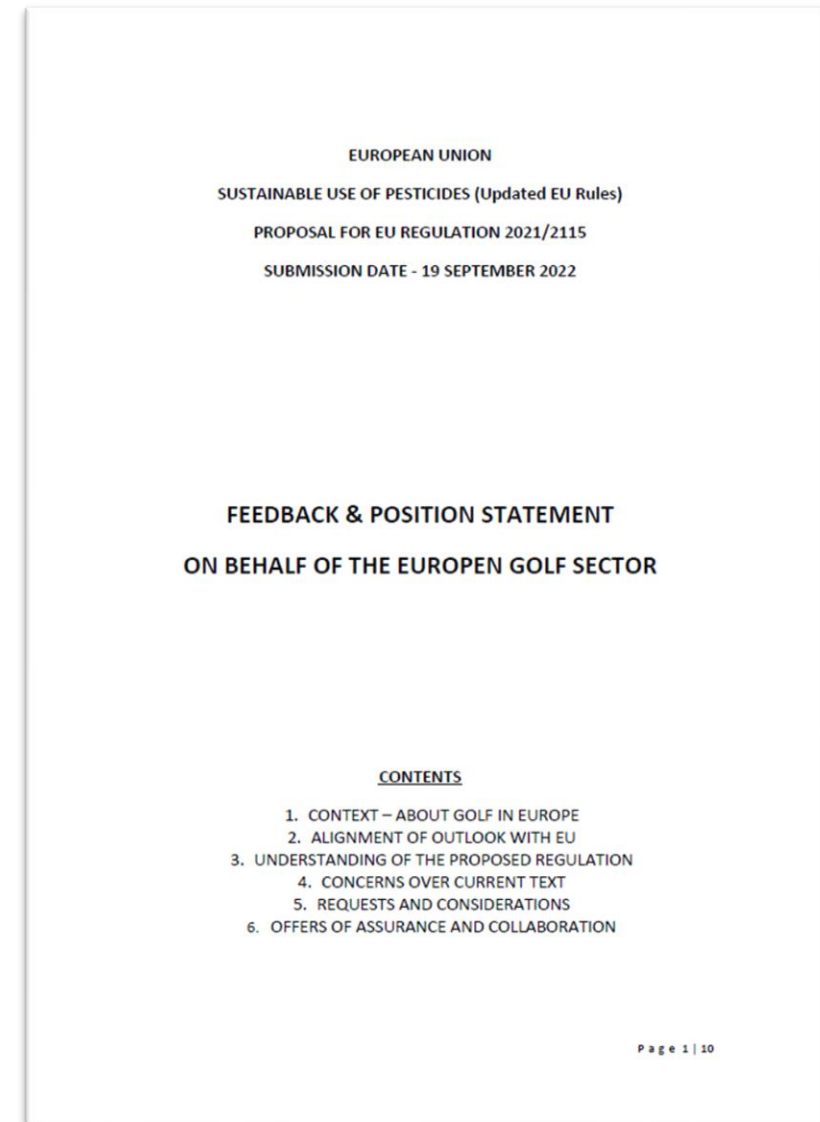 EUROPEAN UNION
SUSTAINABLE USE OF PESTICIDES (Updated EU Rules)
PROPOSAL FOR EU REGULATION 2021/2115
SUBMISSION DATE - 19 SEPTEMBER 2022
FEEDBACK & POSITION STATEMENT
ON BEHALF OF THE EUROPEN GOLF SECTOR
CONTENTS
1. CONTEXT – ABOUT GOLF IN EUROPE
2. ALIGNMENT OF OUTLOOK WITH EU
3. UNDERSTANDING OF THE PROPOSED REGULATION
4. CONCERNS OVER CURRENT TEXT
5. REQUESTS AND CONSIDERATIONS
6. OFFERS OF ASSURANCE AND COLLABORATION
Page 1 | 10